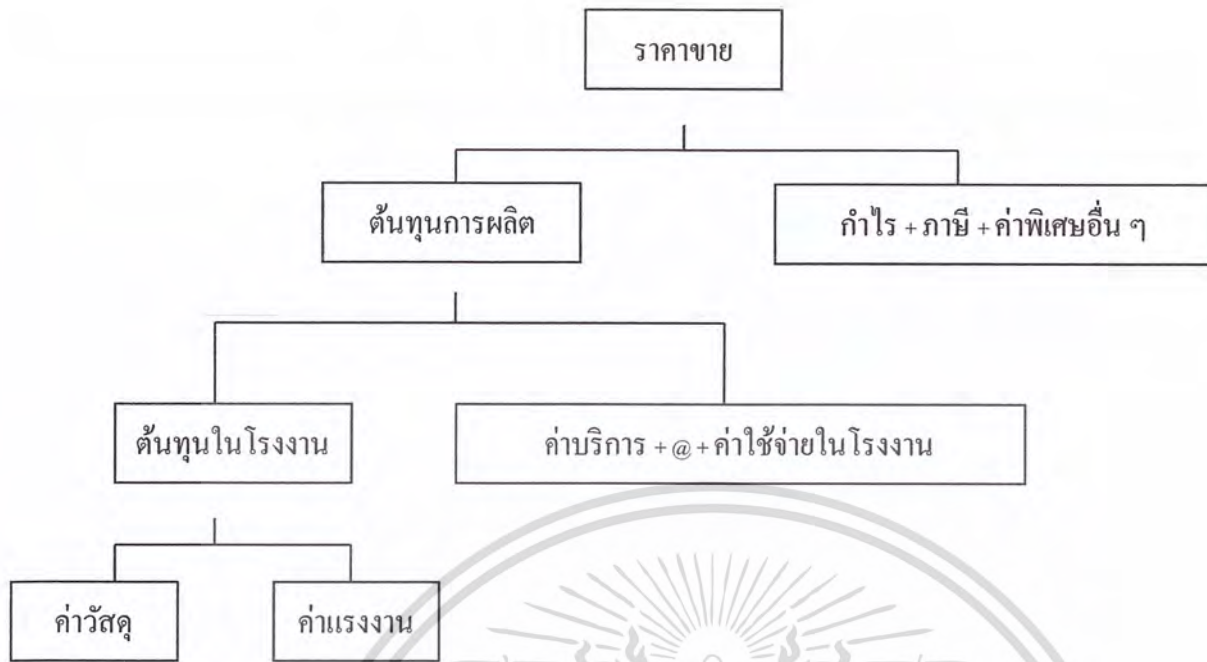 ราคาขาย
ต้นทุนการผลิต
กำไร + ภาษี + ค่าพิเศษอื่น ๆ
ต้นทุนในโรงงาน
ค่าบริการ + @ + ค่าใช้จ่ายในโรงงาน
ค่าวัสดุ
ค่าแรงงาน